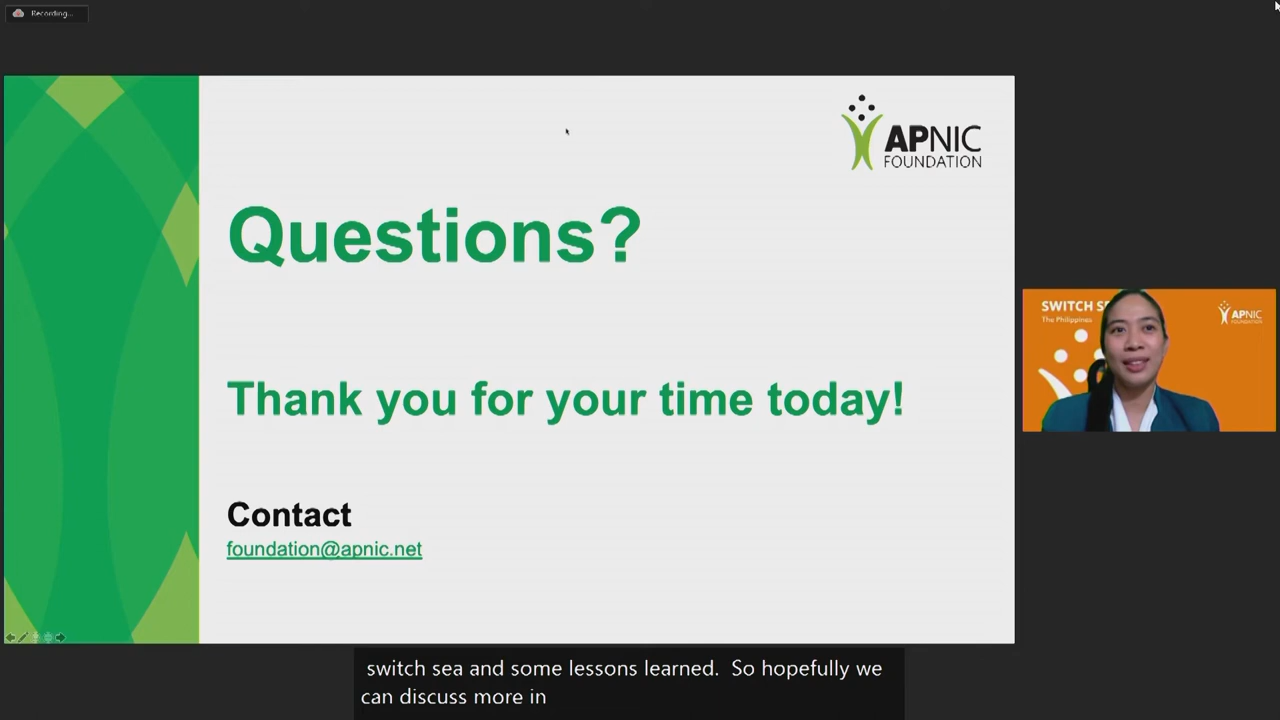 Recording...
APNIC
FOUNDATION
Questions?
Thank you for your time today!
Contact
foundation@apnic.net
SWITCH S
The Philippines
APNIC
FOUNDATION
switch sea and some lessons learned. So hopefully we
can discuss more in